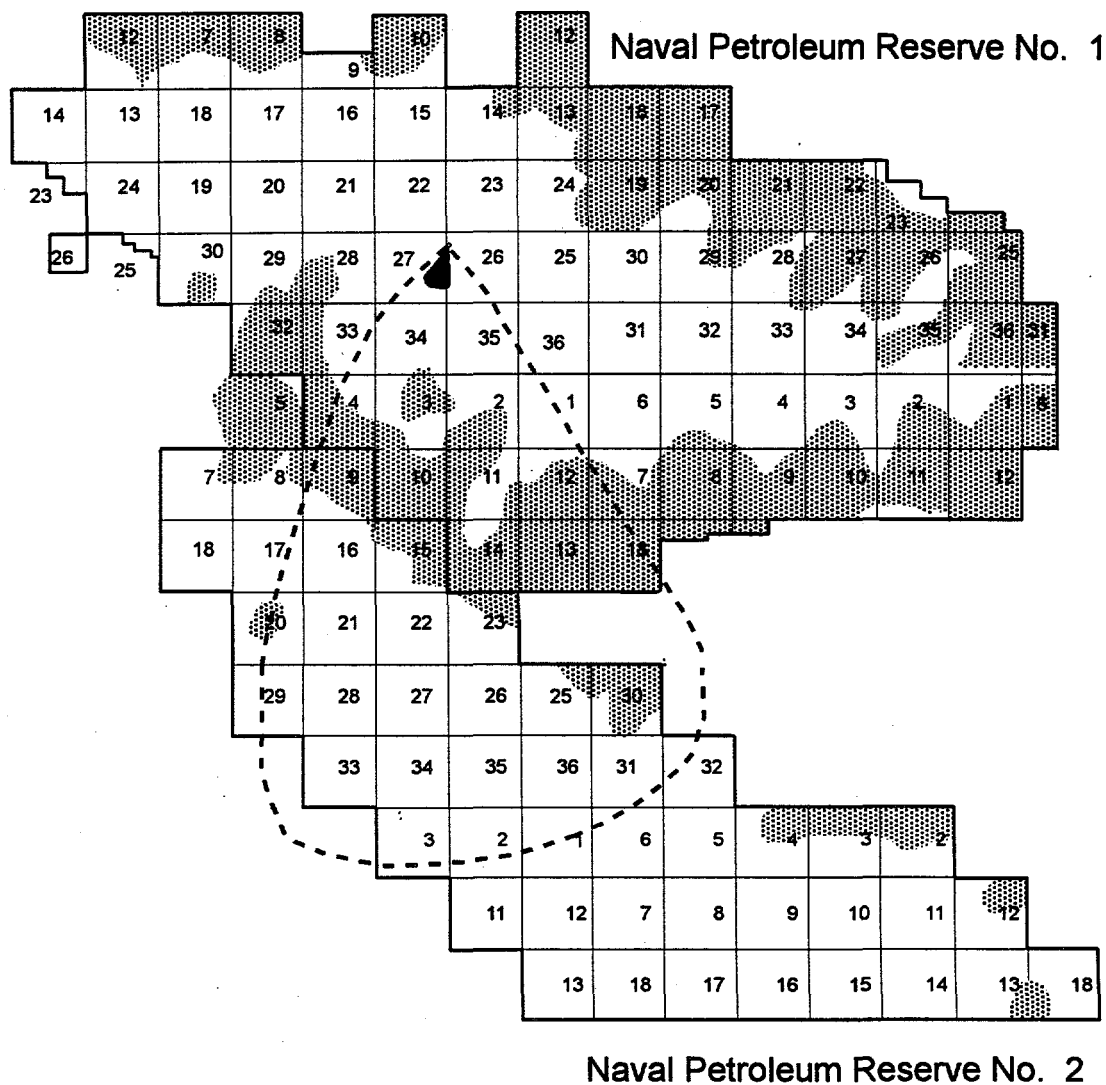 12 7 8 10 12 Naval Petroleum Reserve No. 1
9
14 13 18 17 16 15 14 13 18 17
23 24 19 20 21 22 23 24 19 20 21 22
23
26 25 30 29 28 27 26 25 30 29 28 27 26 25
32 33 34 35 36 31 32 33 34 35 36 31
5 4 3 2 1 6 5 4 3 2 1 6
7 8 9 10 11 12 7 8 9 10 11 12
18 17 16 15 14 13 18
20 21 22 23
29 28 27 26 25 30
33 34 35 36 31 32
3 2 1 6 5 4 3 2
11 12 7 8 9 10 11 12
13 18 17 16 15 14 13 18
Naval Petroleum Reserve No. 2